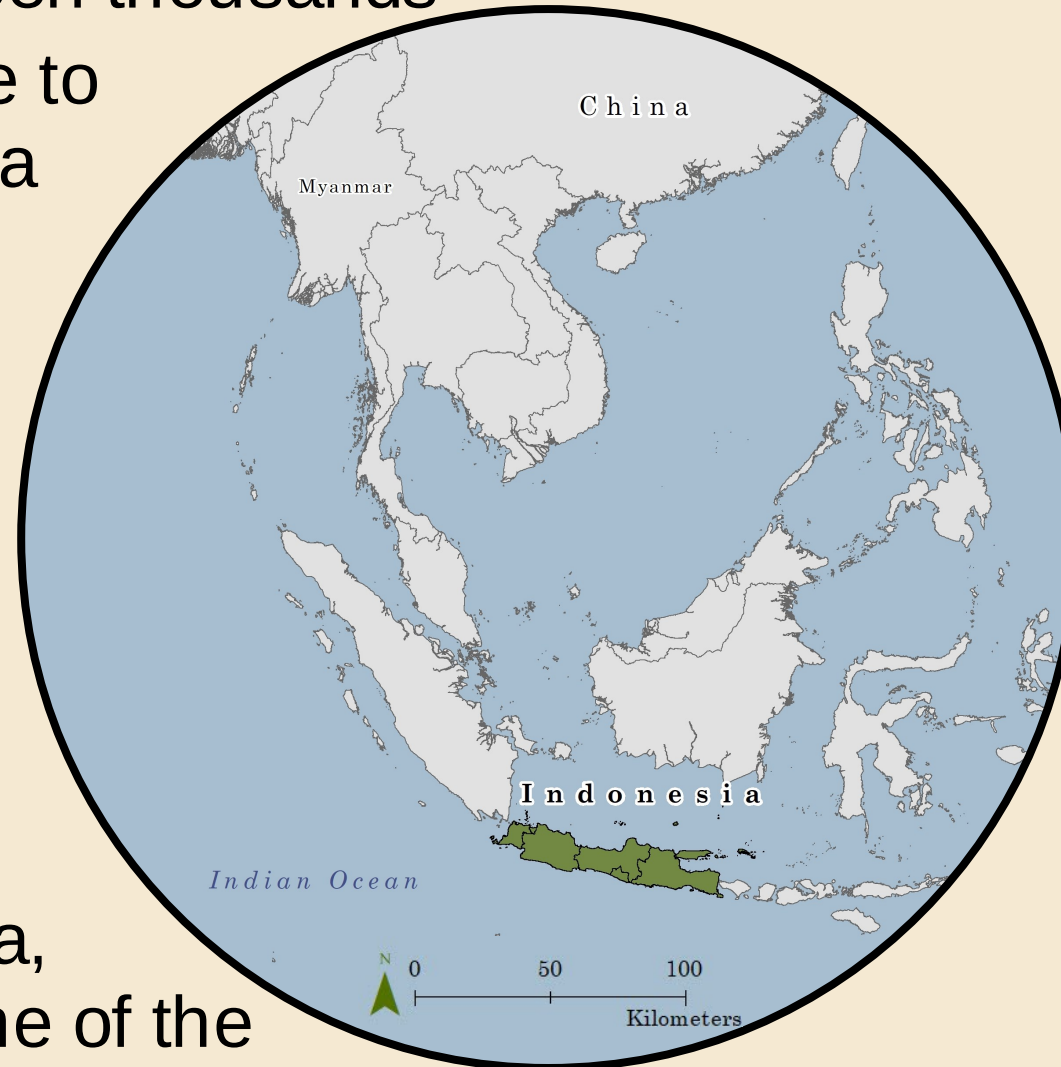 e to
a
China
Myanmar
Indonesia
Indian Ocean
a,
N
0 50 100
ne of the
Kilometers